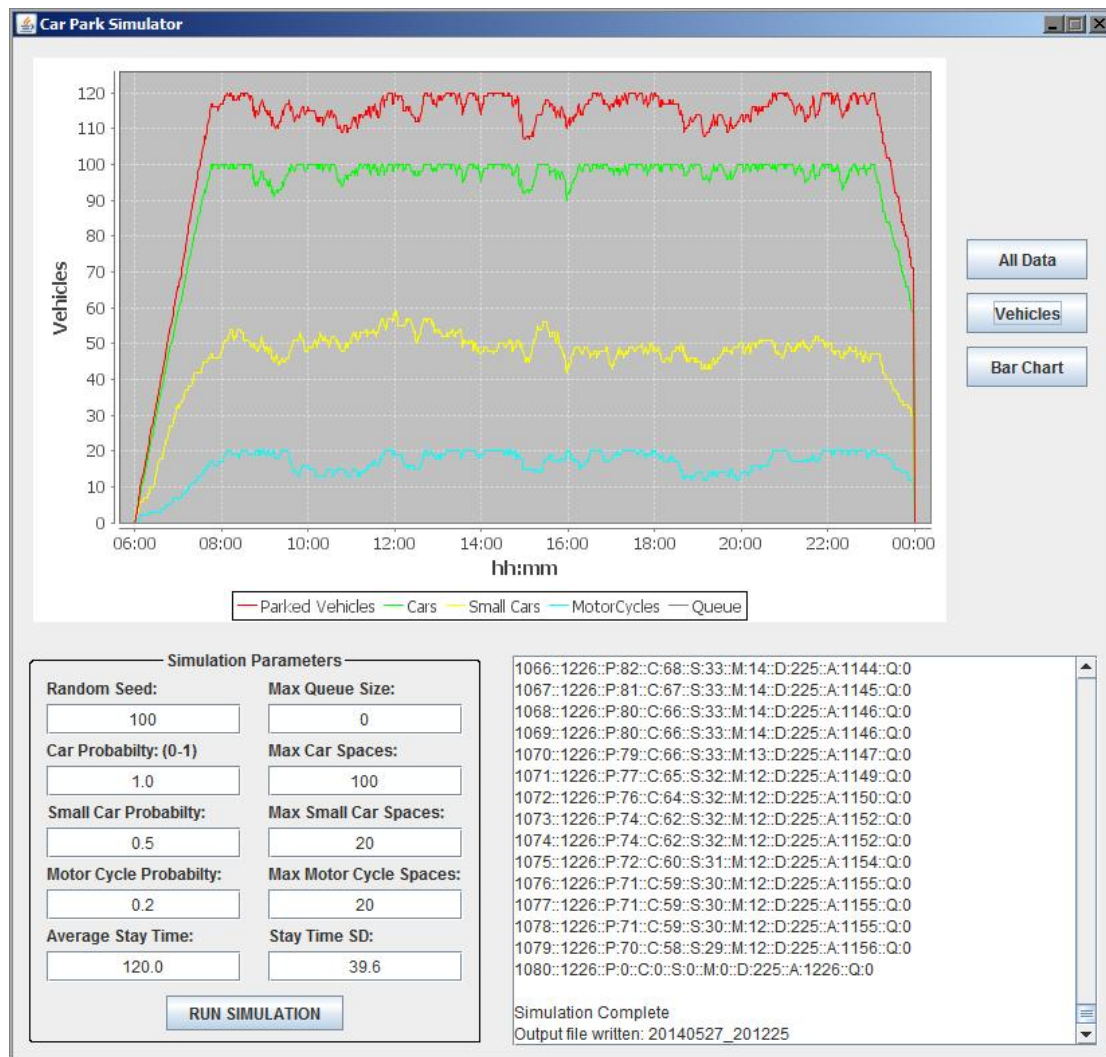 Car Park Simulator
120
110
100
90
80
70
60
50
40
30
20
10
0
Vehicles
06:00 08:00 10:00 12:00 14:00 16:00 18:00 20:00 22:00 00:00
hh:mm
Parked Vehicles Cars Small Cars MotorCycles Queue
All Data
Vehicles
Bar Chart
Simulation Parameters
Random Seed: Max Queue Size:
100 0
Car Probabilty: (0-1) Max Car Spaces:
1.0 100
Small Car Probabilty: Max Small Car Spaces:
0.5 20
Motor Cycle Probabilty: Max Motor Cycle Spaces:
0.2 20
Average Stay Time: Stay Time SD:
120.0 39.6
RUN SIMULATION
1066::1226::P:82::C:68::S:33::M:14::D:225::A:1144::Q:0
1067::1226::P:81::C:67::S:33::M:14::D:225::A:1145::Q:0
1068::1226::P:80::C:66::S:33::M:14::D:225::A:1146::Q:0
1069::1226::P:80::C:66::S:33::M:14::D:225::A:1146::Q:0
1070::1226::P:79::C:66::S:33::M:13::D:225::A:1147::Q:0
1071::1226::P:77::C:65::S:32::M:12::D:225::A:1149::Q:0
1072::1226::P:76::C:64::S:32::M:12::D:225::A:1150::Q:0
1073::1226::P:74::C:62::S:32::M:12::D:225::A:1152::Q:0
1074::1226::P:74::C:62::S:32::M:12::D:225::A:1152::Q:0
1075::1226::P:72::C:60::S:31::M:12::D:225::A:1154::Q:0
1076::1226::P:71::C:59::S:30::M:12::D:225::A:1155::Q:0
1077::1226::P:71::C:59::S:30::M:12::D:225::A:1155::Q:0
1078::1226::P:71::C:59::S:30::M:12::D:225::A:1155::Q:0
1079::1226::P:70::C:58::S:29::M:12::D:225::A:1156::Q:0
1080::1226::P:0::C:0::S:0::M:0::D:225::A:1226::Q:0
Simulation Complete
Output file written: 20140527_201225